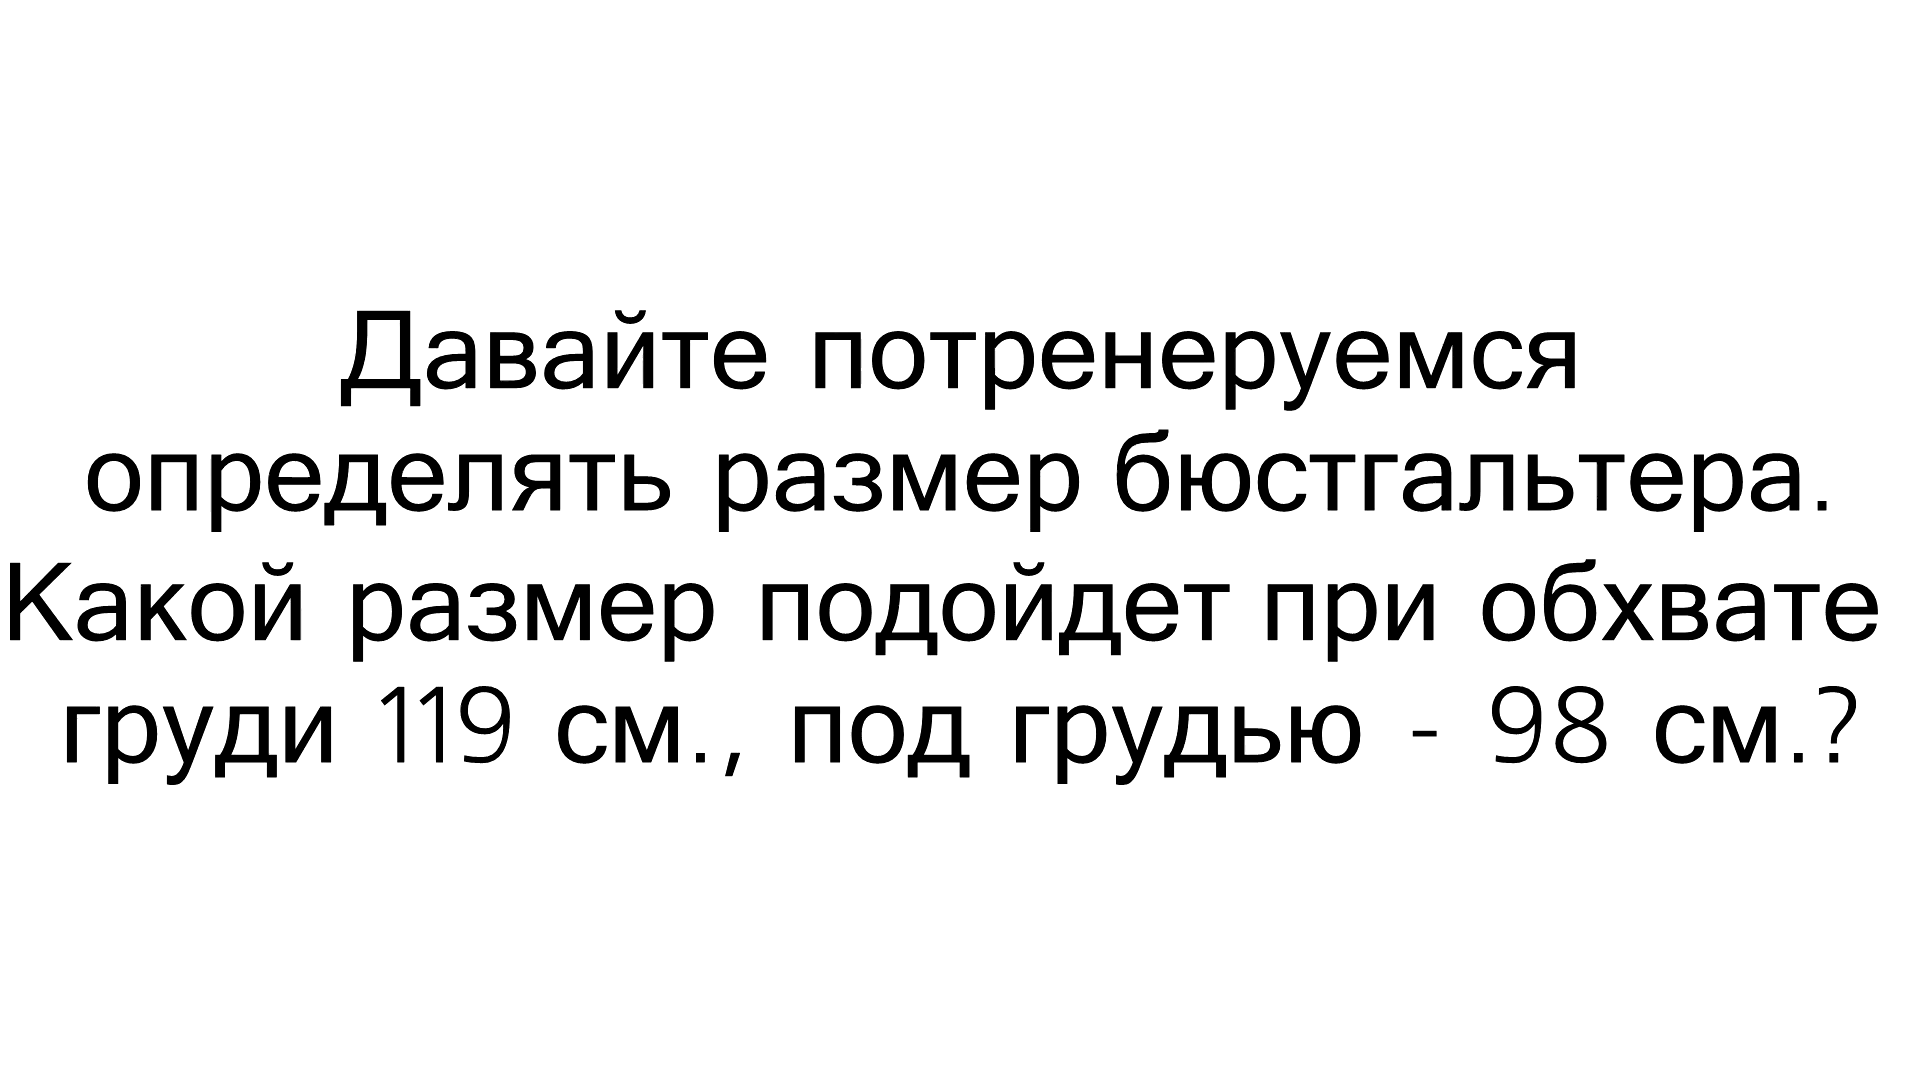 Давайте потренеруемся
определять размер бюстгальтера.
Какой размер подойдет при обхвате
груди 119 см., под грудью - 98 см.?